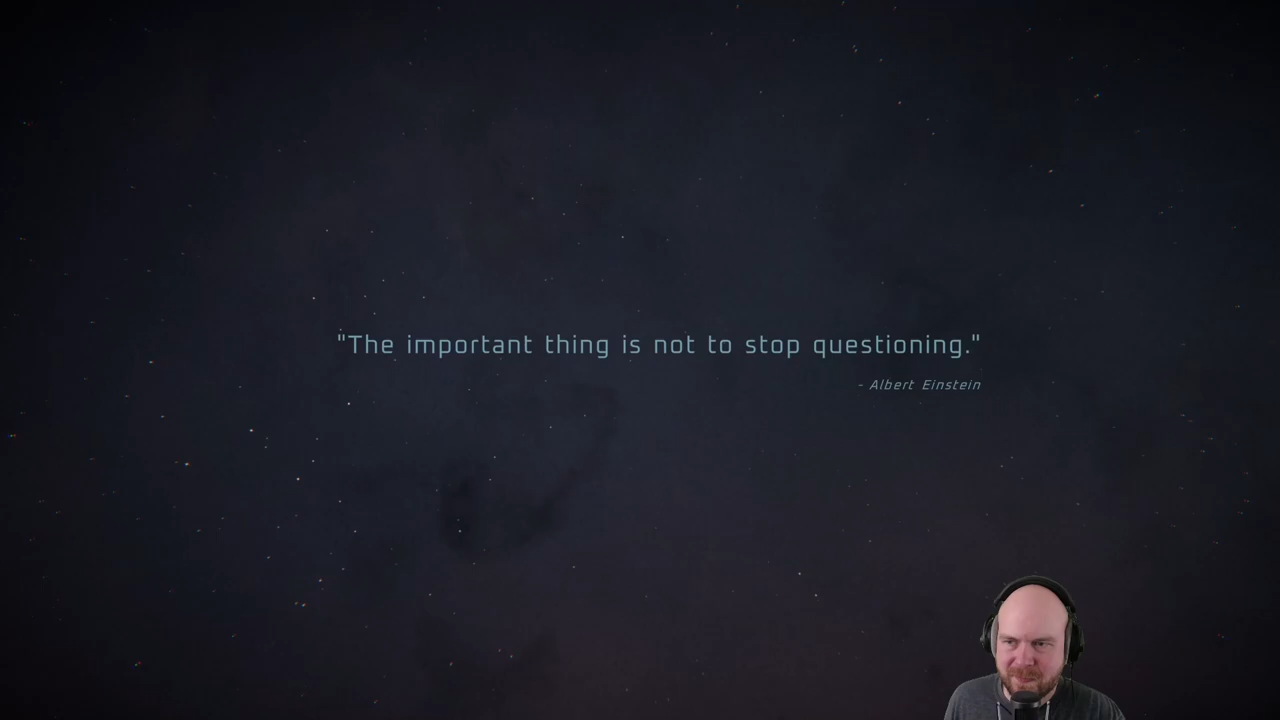 "The important thing is not to stop questioning."
- Albert Einstein